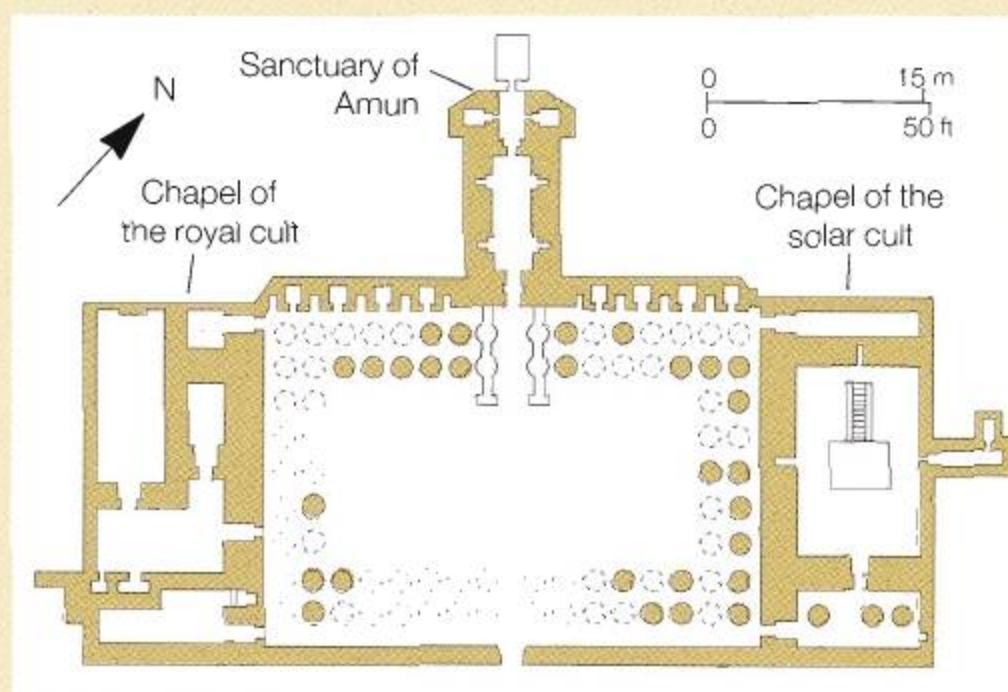 Sanctuary of
Amun
0 15 m
0 50 ft
N
Chapel of
the royal cult
Chapel of the
solar cult